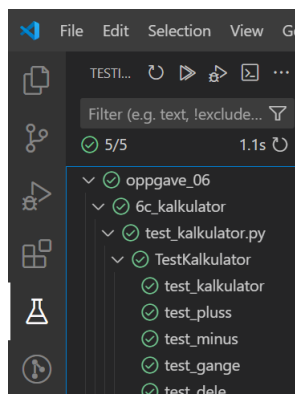 File Edit Selection View G
TESTI...
Filter (e.g. text, !exclude...
5/5 1.1s
oppgave_06
6c_kalkulator
test_kalkulator.py
TestKalkulator
test_kalkulator
test_pluss
test_minus
test_gange
test_dele